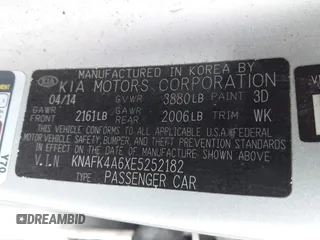 MANUFACTURED IN KOREA BY
KIA KIA MOTORS CORPORATION
04/14 GVWR 3880LB PAINT 3D
GAWR FRONT 2161LB GAWR REAR 2006LB TRIM WK
THIS VEHICLE CONFORMS TO ALL APPLICABLE U.S.A FEDERAL
MOTOR VEHICLE SAFETY, BUMPER, AND THEFT PREVENTION
STANDARDS IN EFFECT ON THE DATE OF MANUFACTURE SHOWN ABOVE.
V.I.N KNAFK4A6XE5252182
TYPE: PASSENGER CAR
Y70